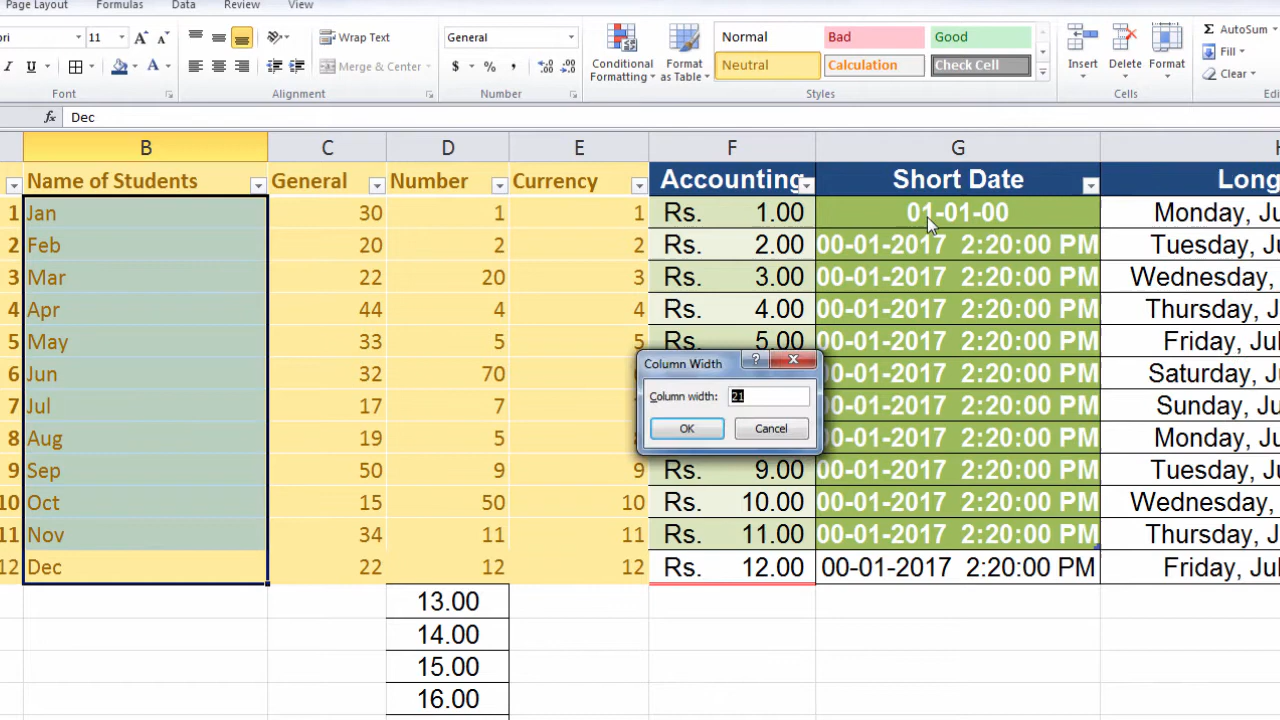 Page Layout Formulas Data Review View
11 A A Wrap Text General Normal Bad Good Σ AutoSum
I U A Merge & Center $ % , Conditional Formatting Format as Table Neutral Calculation Check Cell Insert Delete Format Fill
Clear
Font Alignment Number Styles Cells
fx Dec
B C D E F G
Name of Students General Number Currency Accounting Short Date
1 Jan 30 1 1 Rs. 1.00 01-01-00 Monday,
2 Feb 20 2 2 Rs. 2.00 00-01-2017 2:20:00 PM Tuesday,
3 Mar 22 20 3 Rs. 3.00 00-01-2017 2:20:00 PM Wednesday,
4 Apr 44 4 4 Rs. 4.00 00-01-2017 2:20:00 PM Thursday,
5 May 33 5 5 Rs. 5.00 00-01-2017 2:20:00 PM Friday,
6 Jun 32 70 00-01-2017 2:20:00 PM Saturday,
7 Jul 17 7 00-01-2017 2:20:00 PM Sunday,
8 Aug 19 5 00-01-2017 2:20:00 PM Monday,
9 Sep 50 9 9 Rs. 9.00 00-01-2017 2:20:00 PM Tuesday,
10 Oct 15 50 10 Rs. 10.00 00-01-2017 2:20:00 PM Wednesday,
11 Nov 34 11 11 Rs. 11.00 00-01-2017 2:20:00 PM Thursday,
12 Dec 22 12 12 Rs. 12.00 00-01-2017 2:20:00 PM Friday,
13.00
14.00
15.00
16.00
Column Width
Column width: 21
OK Cancel